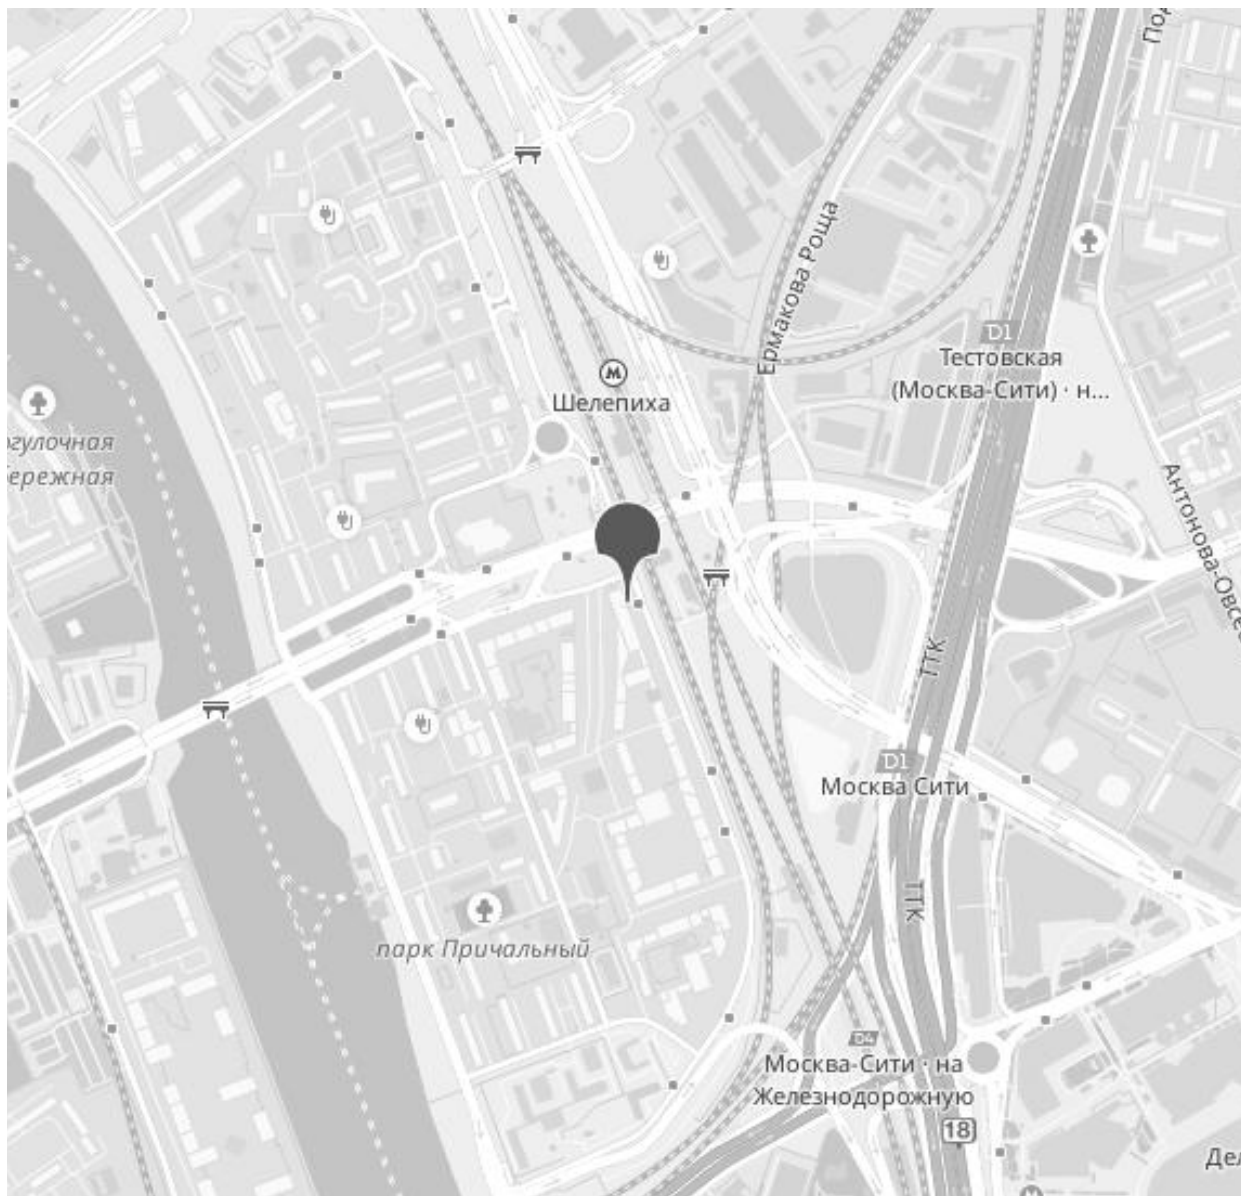 Ермакова Роща
D1
Тестовская
(Москва-Сити) · н...
М
Шелепиха
Антонова-Овсе
ТТК
D1
Москва Сити
ТТК
парк Причальный
D4
Москва-Сити · на
Железнодорожную
18